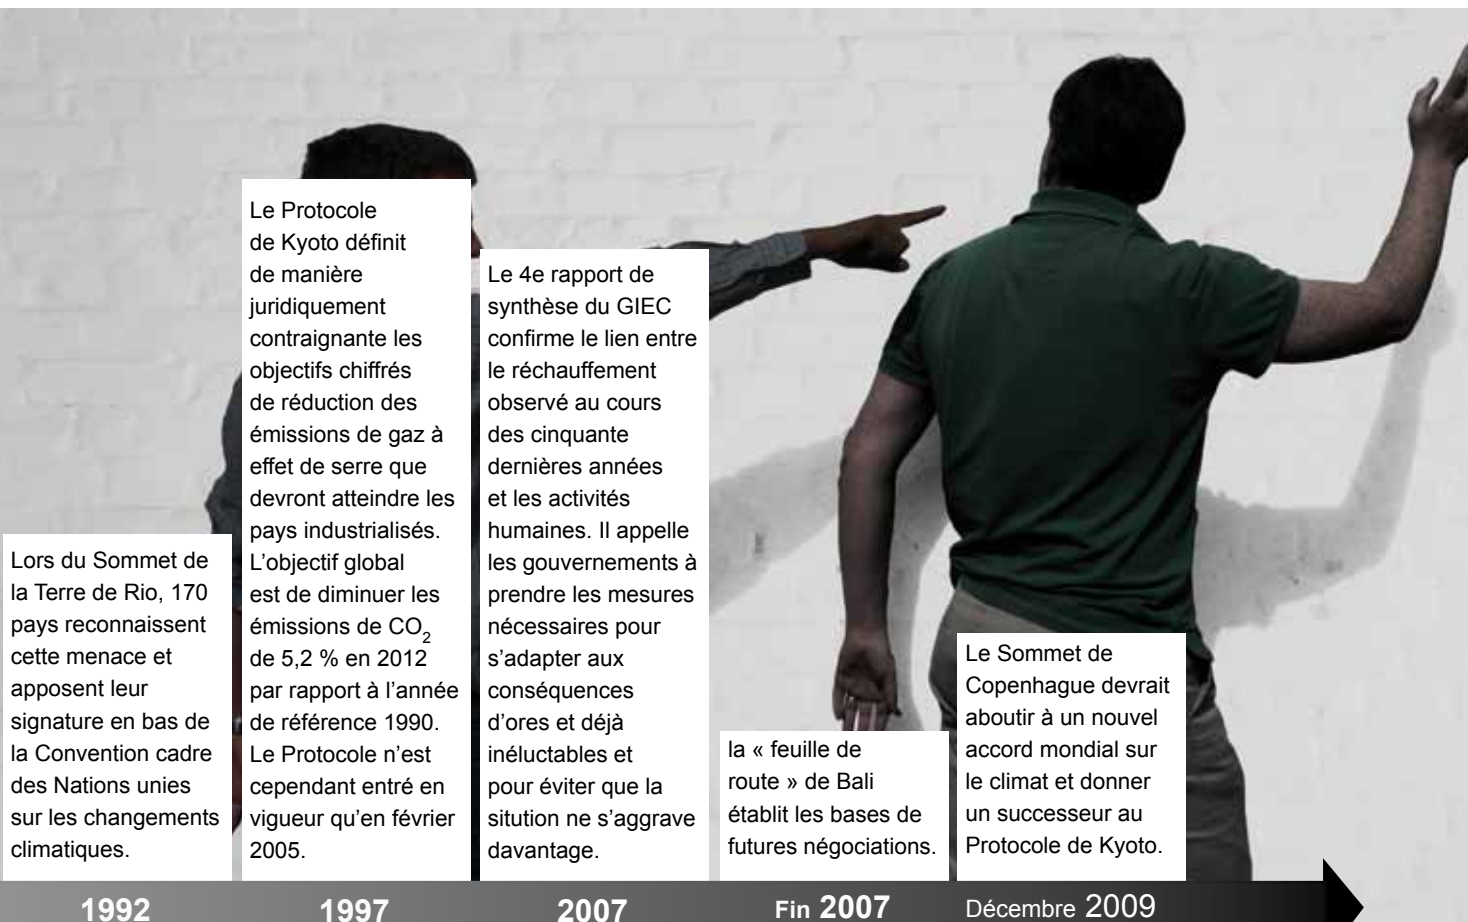 Lors du Sommet de
la Terre de Rio, 170
pays reconnaissent
cette menace et
apposent leur
signature en bas de
la Convention cadre
des Nations unies
sur les changements
climatiques.
1992
Le Protocole
de Kyoto définit
de manière
juridiquement
contraignante les
objectifs chiffrés
de réduction des
émissions de gaz à
effet de serre que
devront atteindre les
pays industrialisés.
L’objectif global
est de diminuer les
émissions de CO₂
de 5,2 % en 2012
par rapport à l’année
de référence 1990.
Le Protocole n’est
cependant entré en
vigueur qu’en février
2005.
1997
Le 4e rapport de
synthèse du GIEC
confirme le lien entre
le réchauffement
observé au cours
des cinquante
dernières années
et les activités
humaines. Il appelle
les gouvernements à
prendre les mesures
nécessaires pour
s’adapter aux
conséquences
d’ores et déjà
inéluctables et
pour éviter que la
sitution ne s’aggrave
davantage.
2007
la « feuille de
route » de Bali
établit les bases de
futures négociations.
Fin 2007
Le Sommet de
Copenhague devrait
aboutir à un nouvel
accord mondial sur
le climat et donner
un successeur au
Protocole de Kyoto.
Décembre 2009